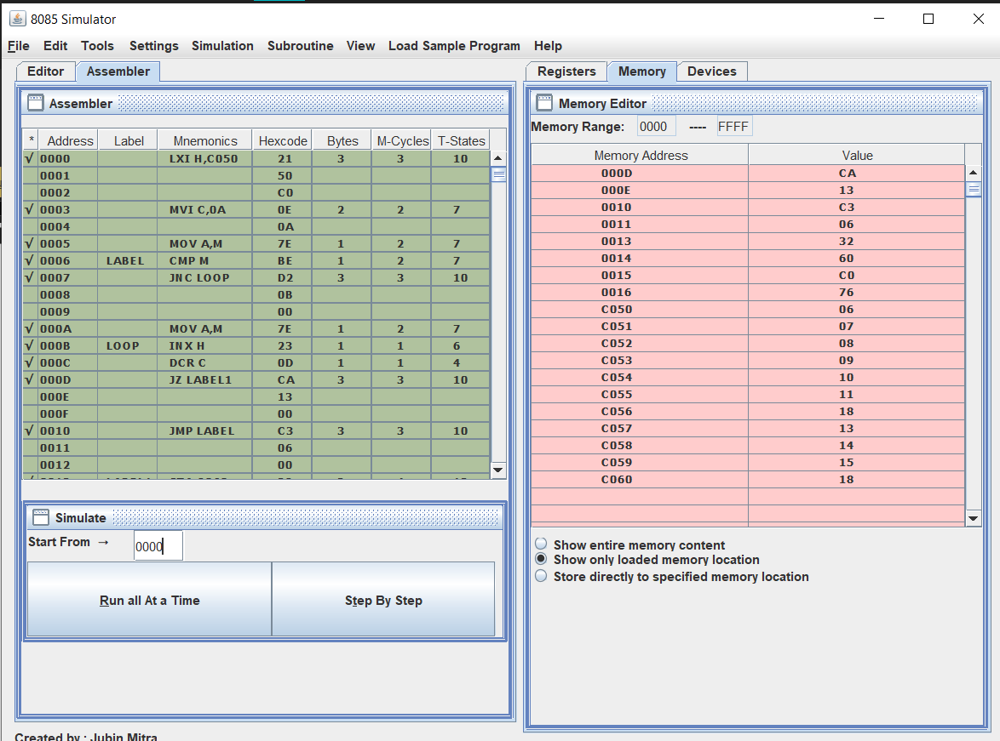 8085 Simulator
File Edit Tools Settings Simulation Subroutine View Load Sample Program Help
Editor Assembler
Assembler
* Address Label Mnemonics Hexcode Bytes M-Cycles T-States
√ 0000 LXI H,C050 21 3 3 10
0001 50
0002 C0
√ 0003 MVI C,0A 0E 2 2 7
0004 0A
√ 0005 MOV A,M 7E 1 2 7
√ 0006 LABEL CMP M BE 1 2 7
√ 0007 JNC LOOP D2 3 3 10
0008 0B
0009 00
√ 000A MOV A,M 7E 1 2 7
√ 000B LOOP INX H 23 1 1 6
√ 000C DCR C 0D 1 1 4
√ 000D JZ LABEL1 CA 3 3 10
000E 13
000F 00
√ 0010 JMP LABEL C3 3 3 10
0011 06
0012 00
Simulate
Start From → 0000
Run all At a Time Step By Step
Created by : Jubin Mitra
Registers Memory Devices
Memory Editor
Memory Range: 0000 ---- FFFF
Memory Address Value
000D CA
000E 13
0010 C3
0011 06
0013 32
0014 60
0015 C0
0016 76
C050 06
C051 07
C052 08
C053 09
C054 10
C055 11
C056 18
C057 13
C058 14
C059 15
C060 18
Show entire memory content
Show only loaded memory location
Store directly to specified memory location